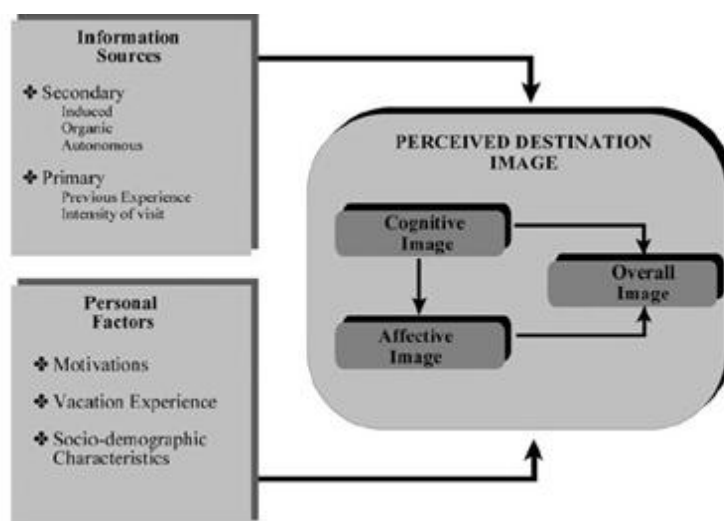 Information
Sources
❖ Secondary
Induced
Organic
Autonomous
❖ Primary
Previous Experience
Intensity of visit
Personal
Factors
❖ Motivations
❖ Vacation Experience
❖ Socio-demographic
Characteristics
PERCEIVED DESTINATION
IMAGE
Cognitive
Image
Affective
Image
Overall
Image